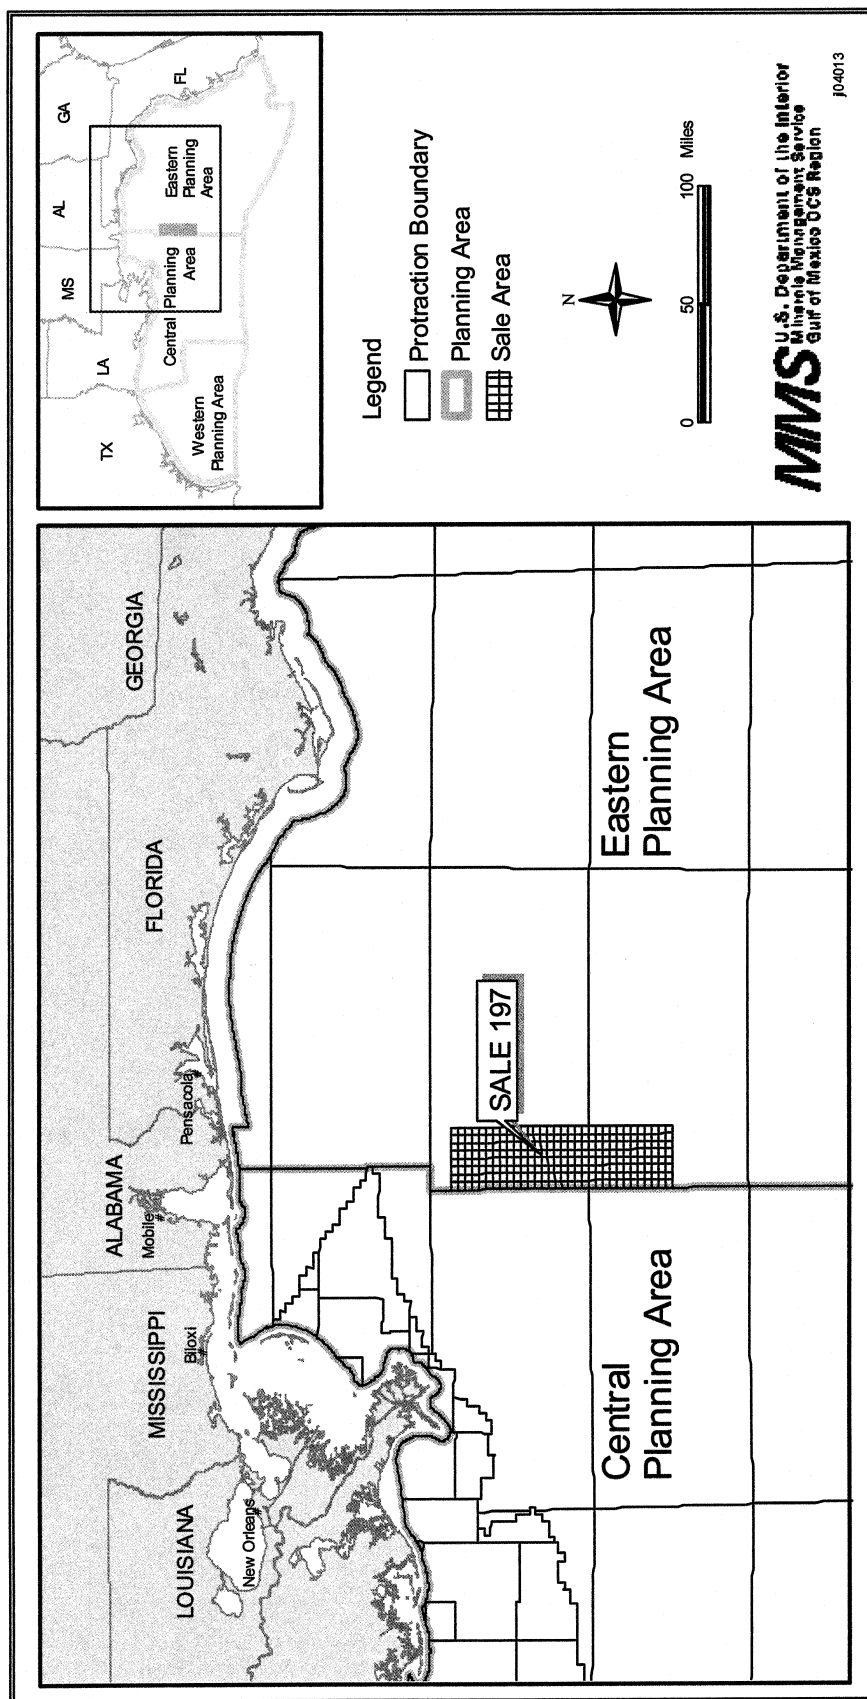 GEORGIA
FLORIDA
ALABAMA
MISSISSIPPI
LOUISIANA
Pensacola
Mobile
Biloxi
New Orleans
SALE 197
Eastern
Planning Area
Central
Planning Area
TX
LA
MS
AL
GA
FL
Western
Planning Area
Central Planning
Area
Eastern
Planning
Area
Legend
Protraction Boundary
Planning Area
Sale Area
N
0
50
100
Miles
MMS
U.S. Department of the Interior
Minerals Management Service
Gulf of Mexico OCS Region
j04013